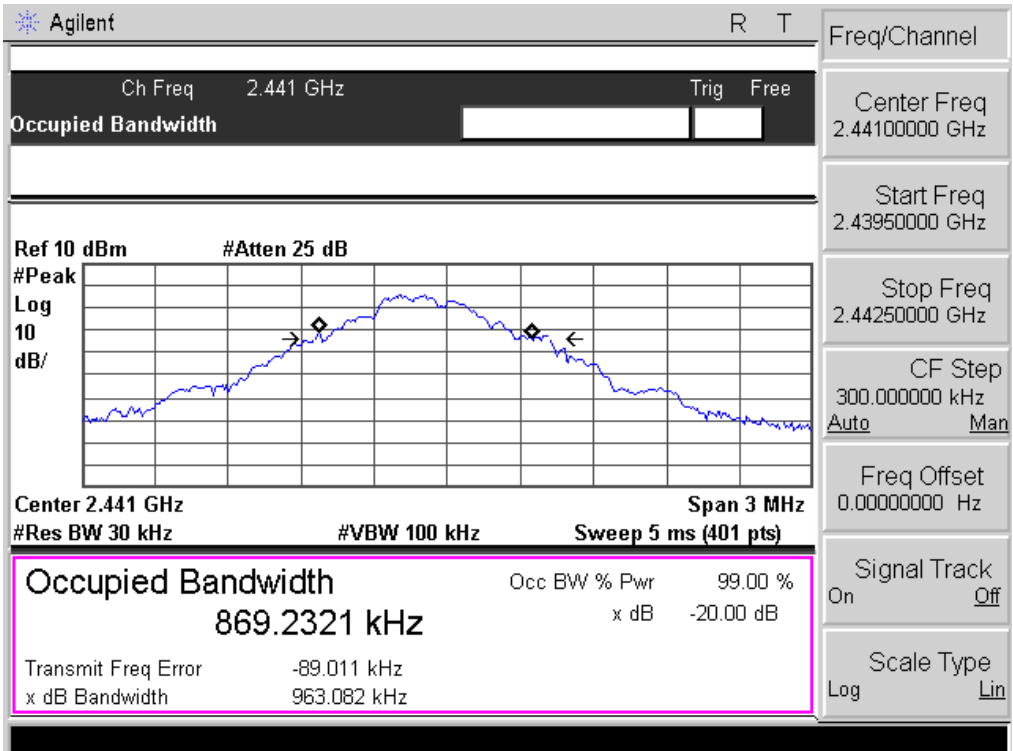 Agilent R T
Ch Freq 2.441 GHz Trig Free
Occupied Bandwidth
Ref 10 dBm #Atten 25 dB
#Peak
Log
10
dB/
Center 2.441 GHz Span 3 MHz
#Res BW 30 kHz #VBW 100 kHz Sweep 5 ms (401 pts)
Occupied Bandwidth
869.2321 kHz
Occ BW % Pwr 99.00 %
x dB -20.00 dB
Transmit Freq Error -89.011 kHz
x dB Bandwidth 963.082 kHz
Freq/Channel
Center Freq
2.44100000 GHz
Start Freq
2.43950000 GHz
Stop Freq
2.44250000 GHz
CF Step
300.000000 kHz
Auto Man
Freq Offset
0.00000000 Hz
Signal Track
On Off
Scale Type
Log Lin